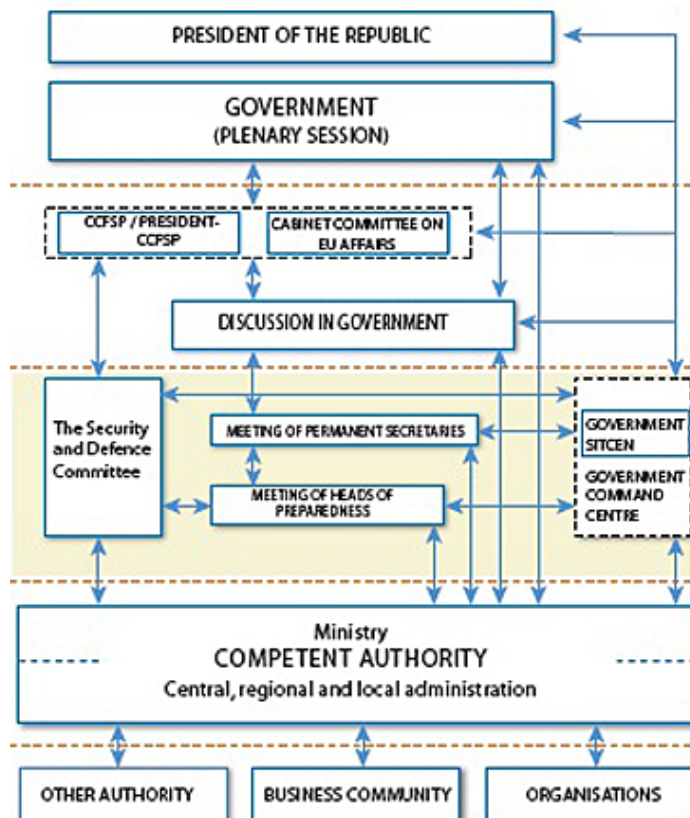 PRESIDENT OF THE REPUBLIC
GOVERNMENT
(PLENARY SESSION)
CCFSP / PRESIDENT-
CCFSP
CABINET COMMITTEE ON
EU AFFAIRS
DISCUSSION IN GOVERNMENT
The Security
and Defence
Committee
MEETING OF PERMANENT SECRETARIES
MEETING OF HEADS OF
PREPAREDNESS
GOVERNMENT
SITCEN
GOVERNMENT
COMMAND
CENTRE
Ministry
COMPETENT AUTHORITY
Central, regional and local administration
OTHER AUTHORITY
BUSINESS COMMUNITY
ORGANISATIONS